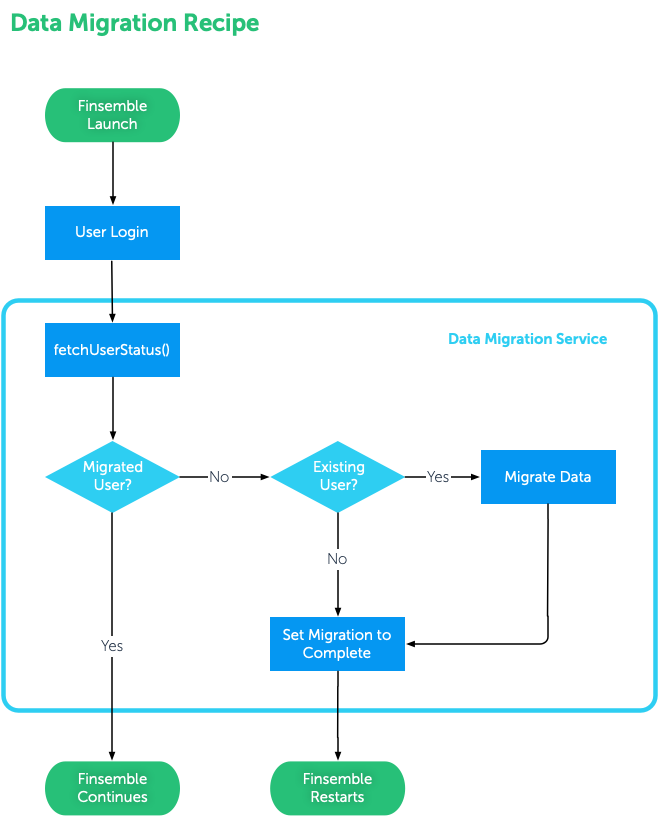 Data Migration Recipe
Finsemble
Launch
User Login
fetchUserStatus()
Data Migration Service
Migrated
User?
No
Existing
User?
Yes
Migrate Data
No
Set Migration to
Complete
Yes
Finsemble
Continues
Finsemble
Restarts